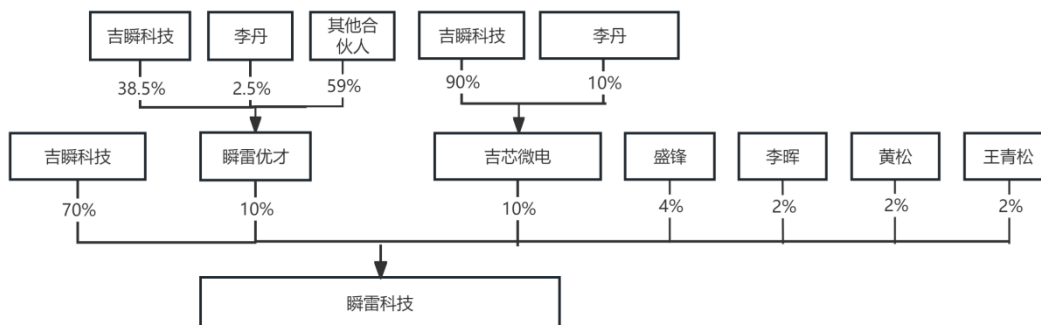 吉瞬科技
李丹
其他合
伙人
吉瞬科技
李丹
38.5%
2.5%
59%
90%
10%
吉瞬科技
瞬雷优才
吉芯微电
盛锋
李晖
黄松
王青松
70%
10%
10%
4%
2%
2%
2%
瞬雷科技